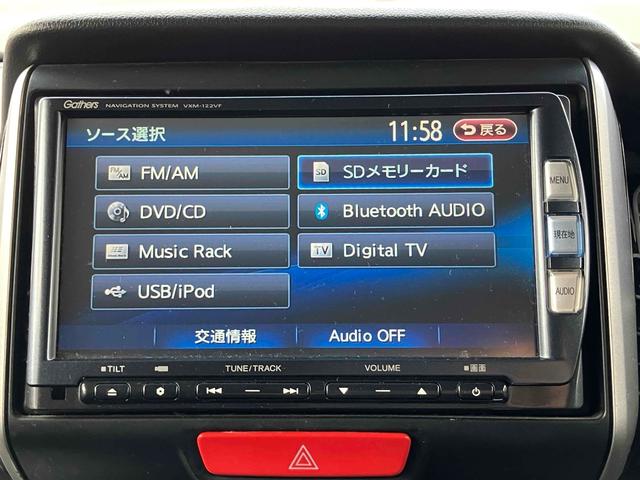 Gathers NAVIGATION SYSTEM VXM-122VF
ソース選択 11:58 戻る
FM/AM SDメモリーカード
DVD/CD Bluetooth AUDIO
Music Rack TV Digital TV
USB/iPod
交通情報 Audio OFF
MENU
現在地
AUDIO
TILT TUNE/TRACK VOLUME 画面